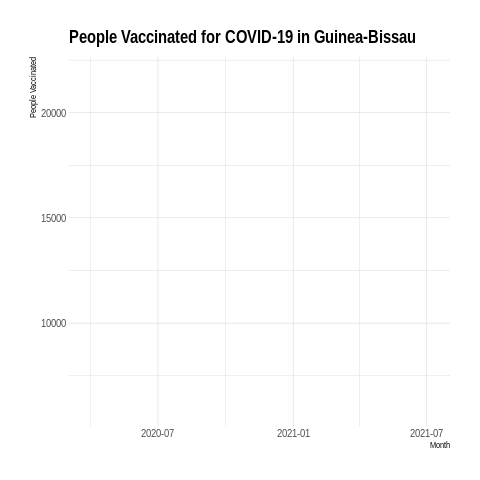 People Vaccinated for COVID-19 in Guinea-Bissau
People Vaccinated
20000
15000
10000
2020-07
2021-01
2021-07
Month